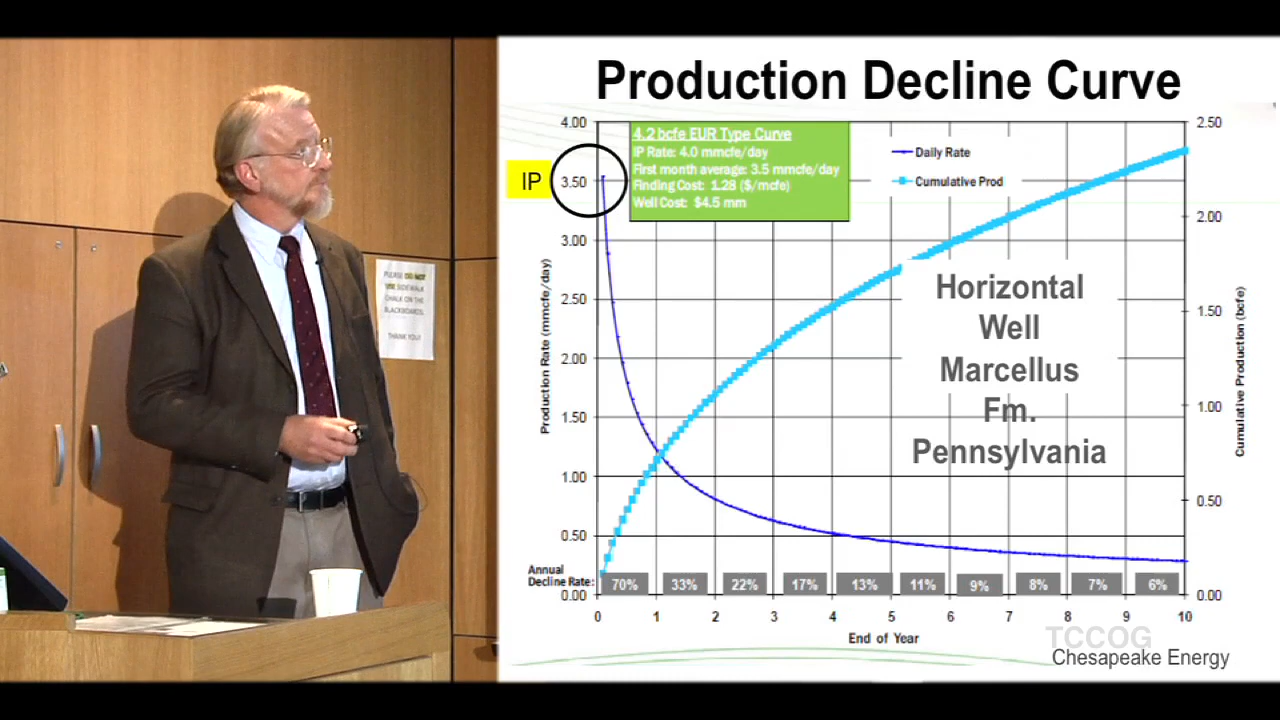 Production Decline Curve
4.00
3.50
3.00
2.50
2.00
1.50
1.00
0.50
0.00
Production Rate (mmcfe/day)
IP
4.2 bcfe EUR Type Curve
IP Rate: 4.0 mmcfe/day
First month average: 3.5 mmcfe/day
Finding Cost: 1.28 ($/mcfe)
Well Cost: $4.5 mm
Daily Rate
Cumulative Prod
2.50
2.00
1.50
1.00
0.50
0.00
Cumulative Production (bcfe)
Horizontal
Well
Marcellus
Fm.
Pennsylvania
Annual
Decline Rate:
70% 33% 22% 17% 13% 11% 9% 8% 7% 6%
0 1 2 3 4 5 6 7 8 9 10
End of Year
TCCOG
Chesapeake Energy
PLEASE DO NOT
USE SIDEWALK
CHALK ON THE
BLACKBOARDS.
THANK YOU!